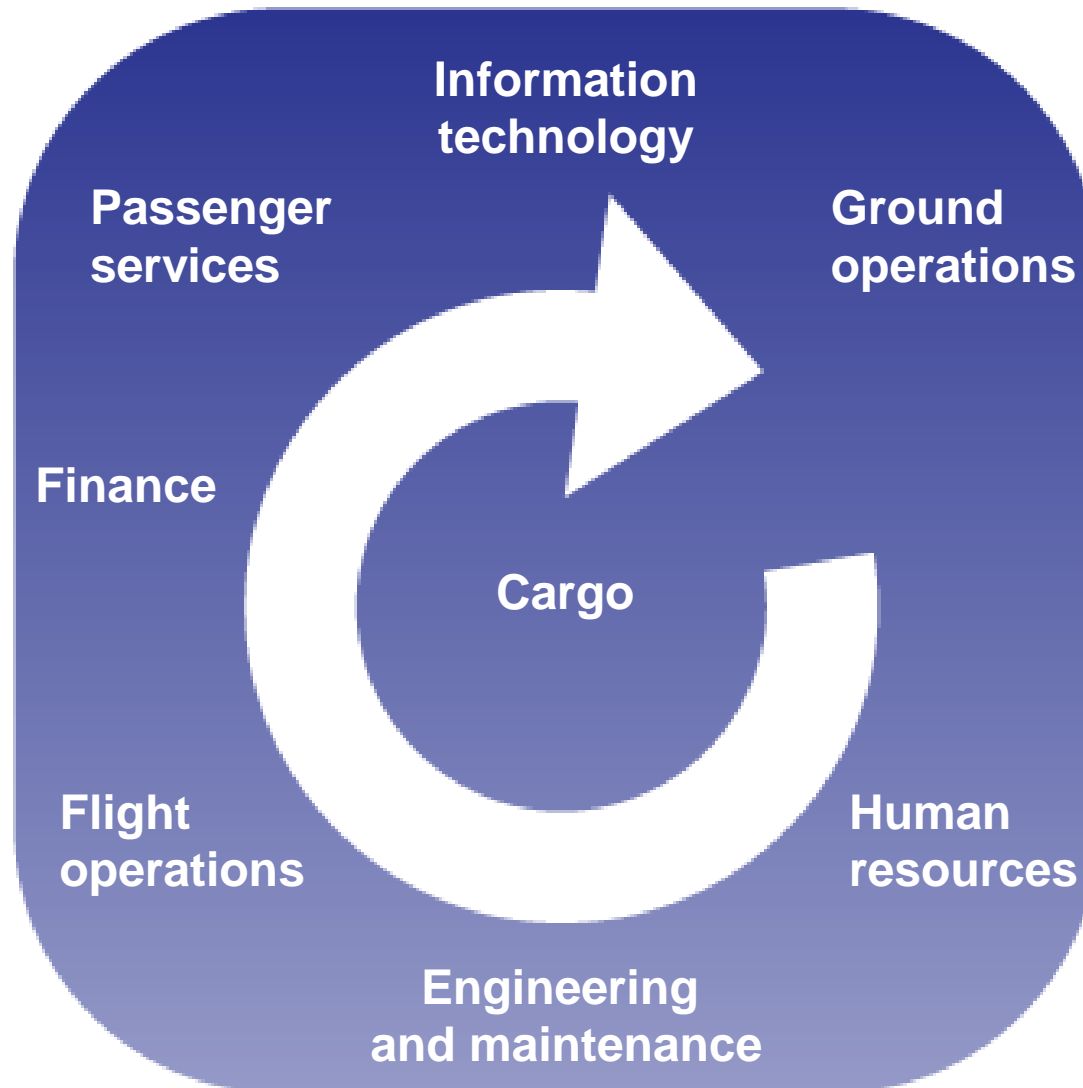 Information
technology
Passenger
services
Ground
operations
Finance
Cargo
Flight
operations
Human
resources
Engineering
and maintenance